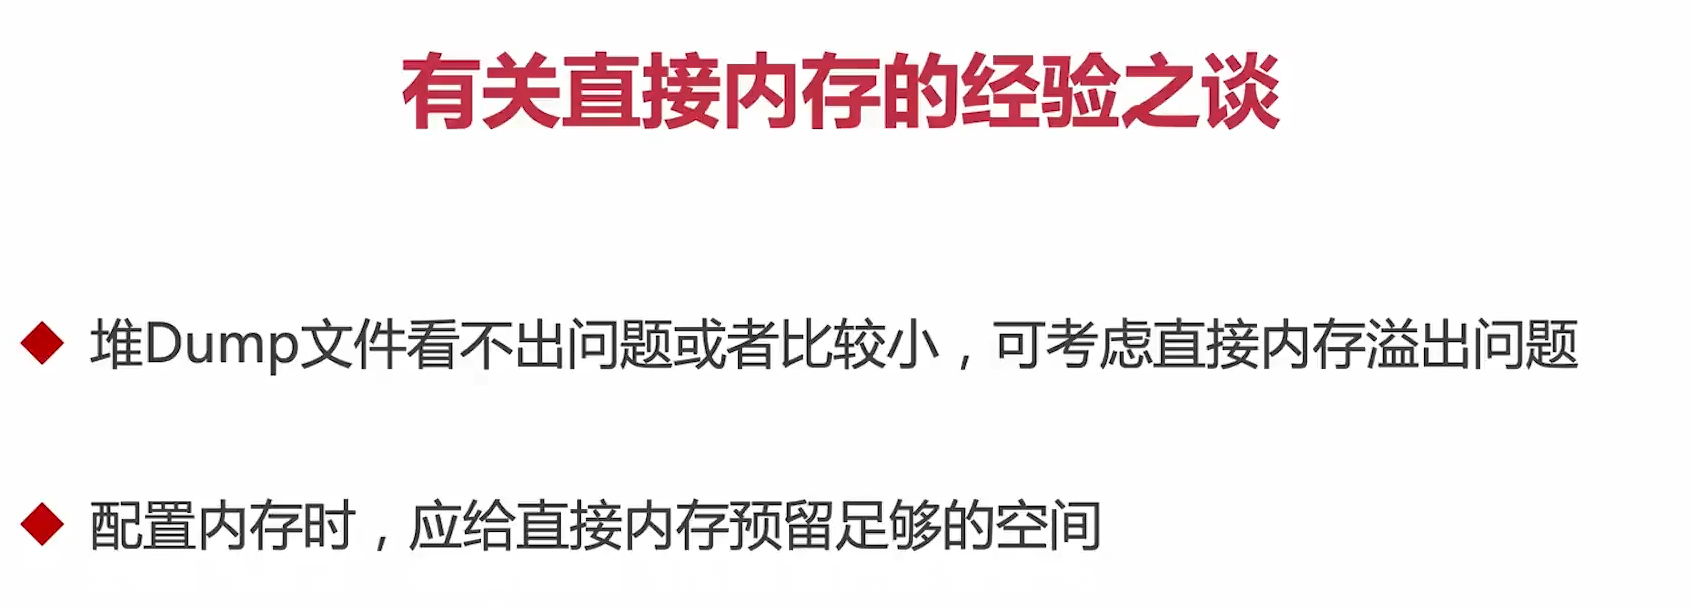 有关直接内存的经验之谈
堆Dump文件看不出问题或者比较小，可考虑直接内存溢出问题
配置内存时，应给直接内存预留足够的空间